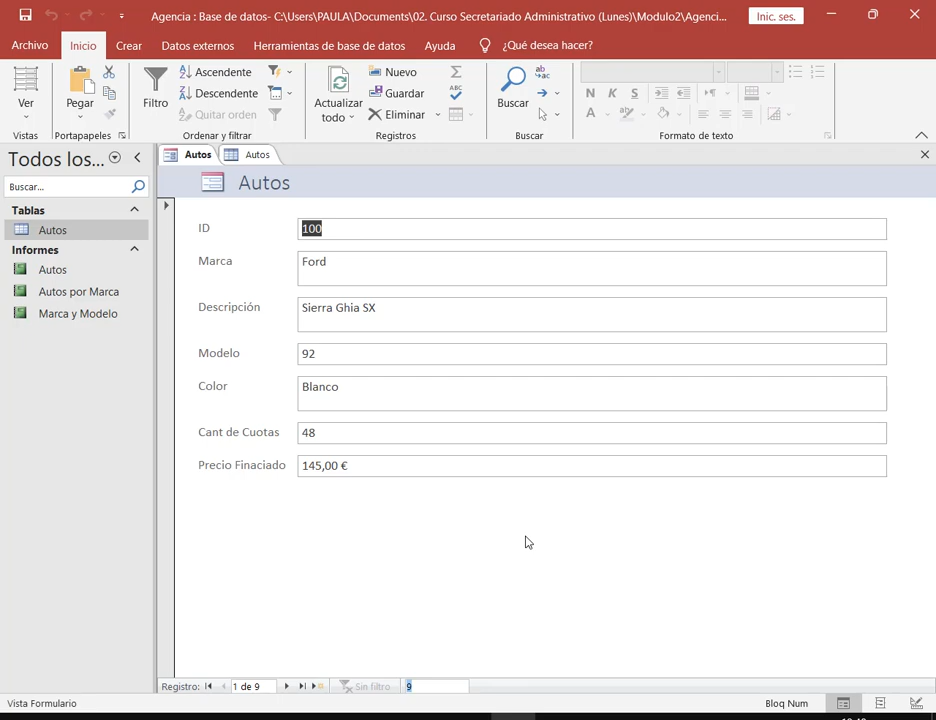 Agencia : Base de datos- C:\Users\PAULA\Documents\02. Curso Secretariado Administrativo (Lunes)\Modulo2\Agenci...
Inic. ses.
Archivo Inicio Crear Datos externos Herramientas de base de datos Ayuda ¿Qué desea hacer?
Ver
Vistas
Pegar
Portapapeles
Filtro
Ascendente
Descendente
Quitar orden
Ordenar y filtrar
Actualizar
todo
Nuevo
Guardar
Eliminar
Registros
Buscar
Buscar
N K S
A
Formato de texto
Todos los...
Buscar...
Tablas
Autos
Informes
Autos
Autos por Marca
Marca y Modelo
Autos Autos
Autos
ID 100
Marca Ford
Descripción Sierra Ghia SX
Modelo 92
Color Blanco
Cant de Cuotas 48
Precio Finaciado 145,00 €
Registro: 1 de 9 Sin filtro 9
Vista Formulario Bloq Num